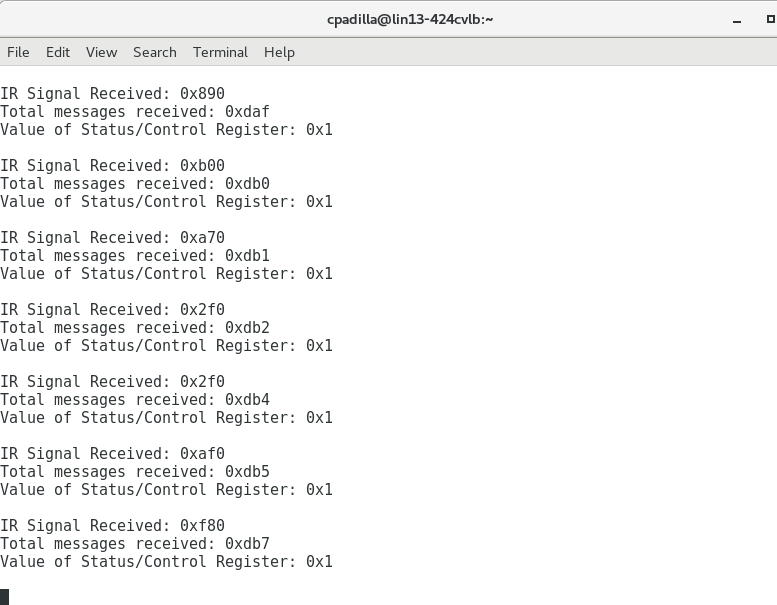 cpadilla@lin13-424cvlb:~
File Edit View Search Terminal Help
IR Signal Received: 0x890
Total messages received: 0xdaf
Value of Status/Control Register: 0x1
IR Signal Received: 0xb00
Total messages received: 0xdb0
Value of Status/Control Register: 0x1
IR Signal Received: 0xa70
Total messages received: 0xdb1
Value of Status/Control Register: 0x1
IR Signal Received: 0x2f0
Total messages received: 0xdb2
Value of Status/Control Register: 0x1
IR Signal Received: 0x2f0
Total messages received: 0xdb4
Value of Status/Control Register: 0x1
IR Signal Received: 0xaf0
Total messages received: 0xdb5
Value of Status/Control Register: 0x1
IR Signal Received: 0xf80
Total messages received: 0xdb7
Value of Status/Control Register: 0x1